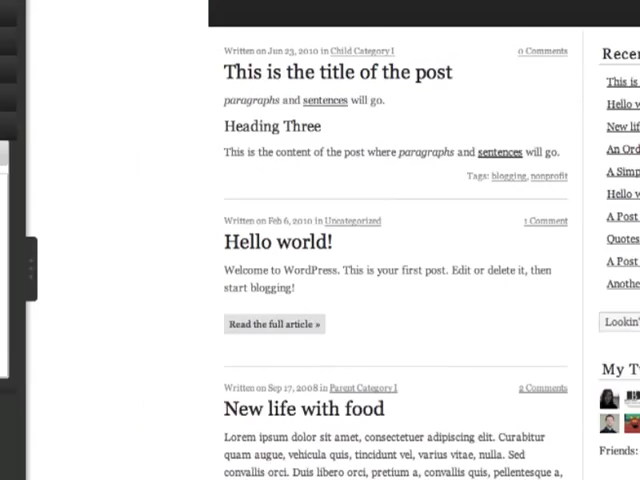 Written on Jun 23, 2010 in Child Category I
0 Comments
This is the title of the post
paragraphs and sentences will go.
Heading Three
This is the content of the post where paragraphs and sentences will go.
Tags: blogging, nonprofit
Written on Feb 6, 2010 in Uncategorized
1 Comment
Hello world!
Welcome to WordPress. This is your first post. Edit or delete it, then
start blogging!
Read the full article »
Written on Sep 17, 2008 in Parent Category I
2 Comments
New life with food
Lorem ipsum dolor sit amet, consectetuer adipiscing elit. Curabitur
quam augue, vehicula quis, tincidunt vel, varius vitae, nulla. Sed
convallis orci. Duis libero orci, pretium a, convallis quis, pellentesque a,
Recen
This is
Hello w
New lif
An Ord
A Simp
Hello w
A Post
Quotes
A Post
Anothe
Lookin'
My T
Friends: